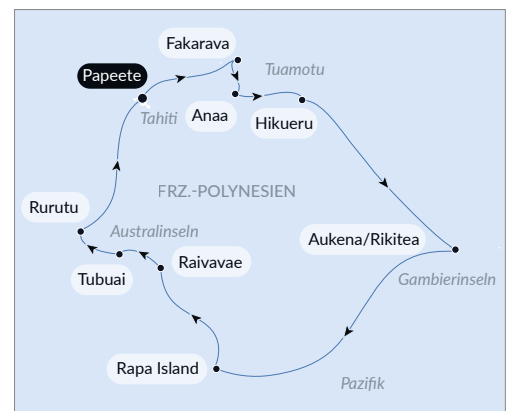 Fakarava
Tuamotu
Papeete
Tahiti
Anaa
Hikueru
FRZ.-POLYNESIEN
Rurutu
Australinseln
Aukena/Rikitea
Raivavae
Tubuai
Gambierinseln
Rapa Island
Pazifik